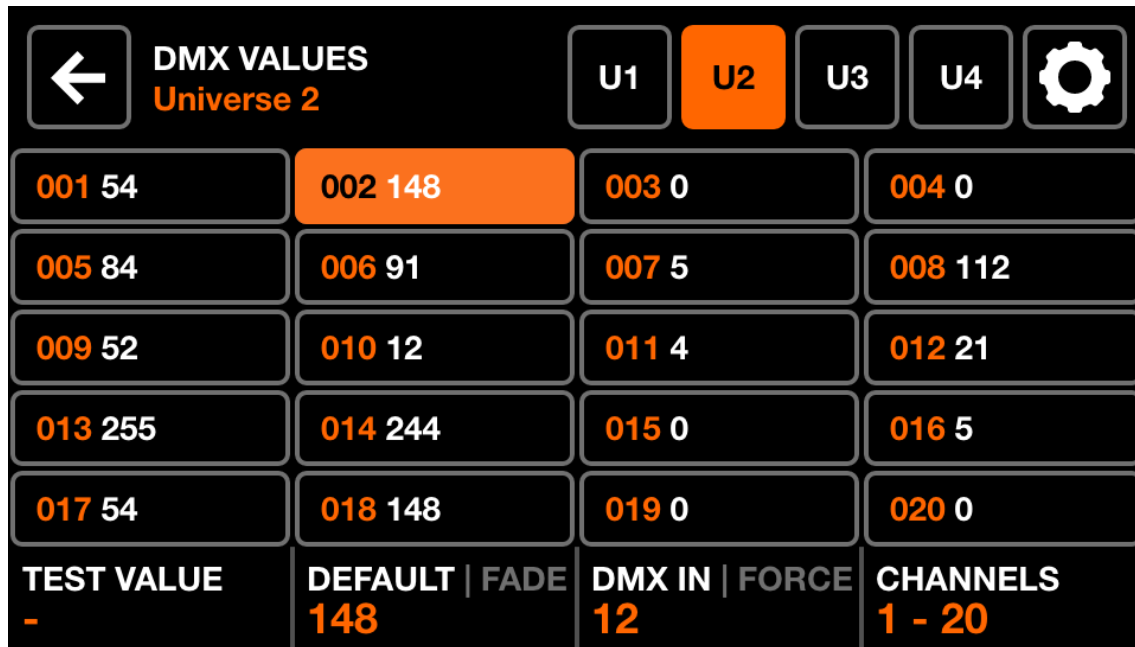 DMX VALUES
Universe 2
U1 U2 U3 U4
001 54 002 148 003 0 004 0
005 84 006 91 007 5 008 112
009 52 010 12 011 4 012 21
013 255 014 244 015 0 016 5
017 54 018 148 019 0 020 0
TEST VALUE DEFAULT | FADE DMX IN | FORCE CHANNELS
- 148 12 1 - 20